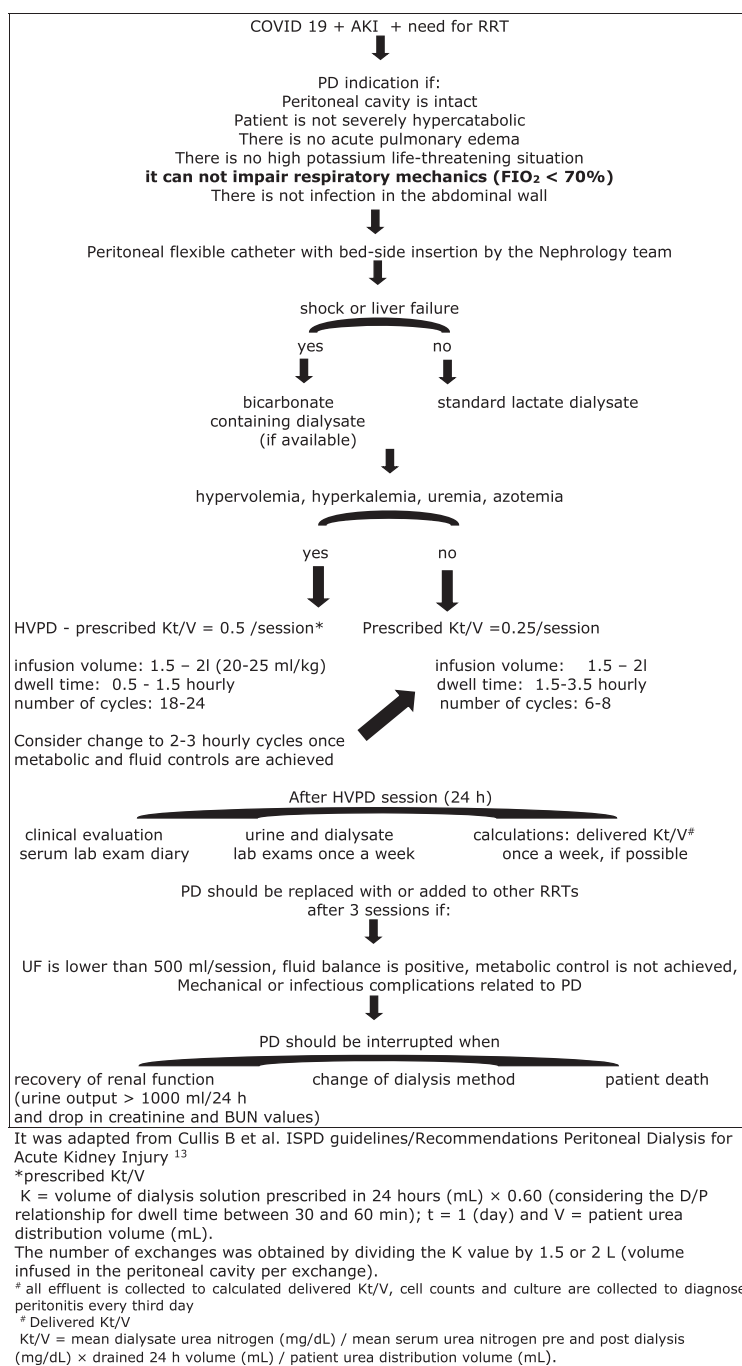 COVID 19 + AKI + need for RRT
PD indication if:
Peritoneal cavity is intact
Patient is not severely hypercatabolic
There is no acute pulmonary edema
There is no high potassium life-threatening situation
it can not impair respiratory mechanics (FIO₂ < 70%)
There is not infection in the abdominal wall
Peritoneal flexible catheter with bed-side insertion by the Nephrology team
shock or liver failure
yes no
bicarbonate standard lactate dialysate
containing dialysate
(if available)
hypervolemia, hyperkalemia, uremia, azotemia
yes no
HVPD - prescribed Kt/V = 0.5 /session* Prescribed Kt/V =0.25/session
infusion volume: 1.5 – 2l (20-25 ml/kg) infusion volume: 1.5 – 2l
dwell time: 0.5 - 1.5 hourly dwell time: 1.5-3.5 hourly
number of cycles: 18-24 number of cycles: 6-8
Consider change to 2-3 hourly cycles once
metabolic and fluid controls are achieved
After HVPD session (24 h)
clinical evaluation urine and dialysate calculations: delivered Kt/V#
serum lab exam diary lab exams once a week once a week, if possible
PD should be replaced with or added to other RRTs
after 3 sessions if:
UF is lower than 500 ml/session, fluid balance is positive, metabolic control is not achieved,
Mechanical or infectious complications related to PD
PD should be interrupted when
recovery of renal function change of dialysis method patient death
(urine output > 1000 ml/24 h
and drop in creatinine and BUN values)
It was adapted from Cullis B et al. ISPD guidelines/Recommendations Peritoneal Dialysis for
Acute Kidney Injury ¹³
*prescribed Kt/V
K = volume of dialysis solution prescribed in 24 hours (mL) × 0.60 (considering the D/P
relationship for dwell time between 30 and 60 min); t = 1 (day) and V = patient urea
distribution volume (mL).
The number of exchanges was obtained by dividing the K value by 1.5 or 2 L (volume
infused in the peritoneal cavity per exchange).
# all effluent is collected to calculated delivered Kt/V, cell counts and culture are collected to diagnose
peritonitis every third day
# Delivered Kt/V
Kt/V = mean dialysate urea nitrogen (mg/dL) / mean serum urea nitrogen pre and post dialysis
(mg/dL) × drained 24 h volume (mL) / patient urea distribution volume (mL).